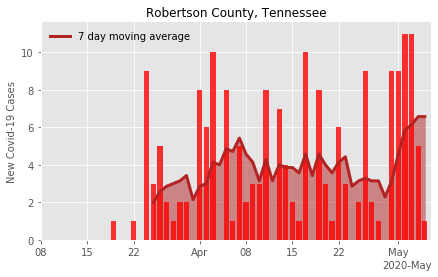 Robertson County, Tennessee
7 day moving average
New Covid-19 Cases
10
8
6
4
2
0
08 15 22 Apr 08 15 22 May
2020-May